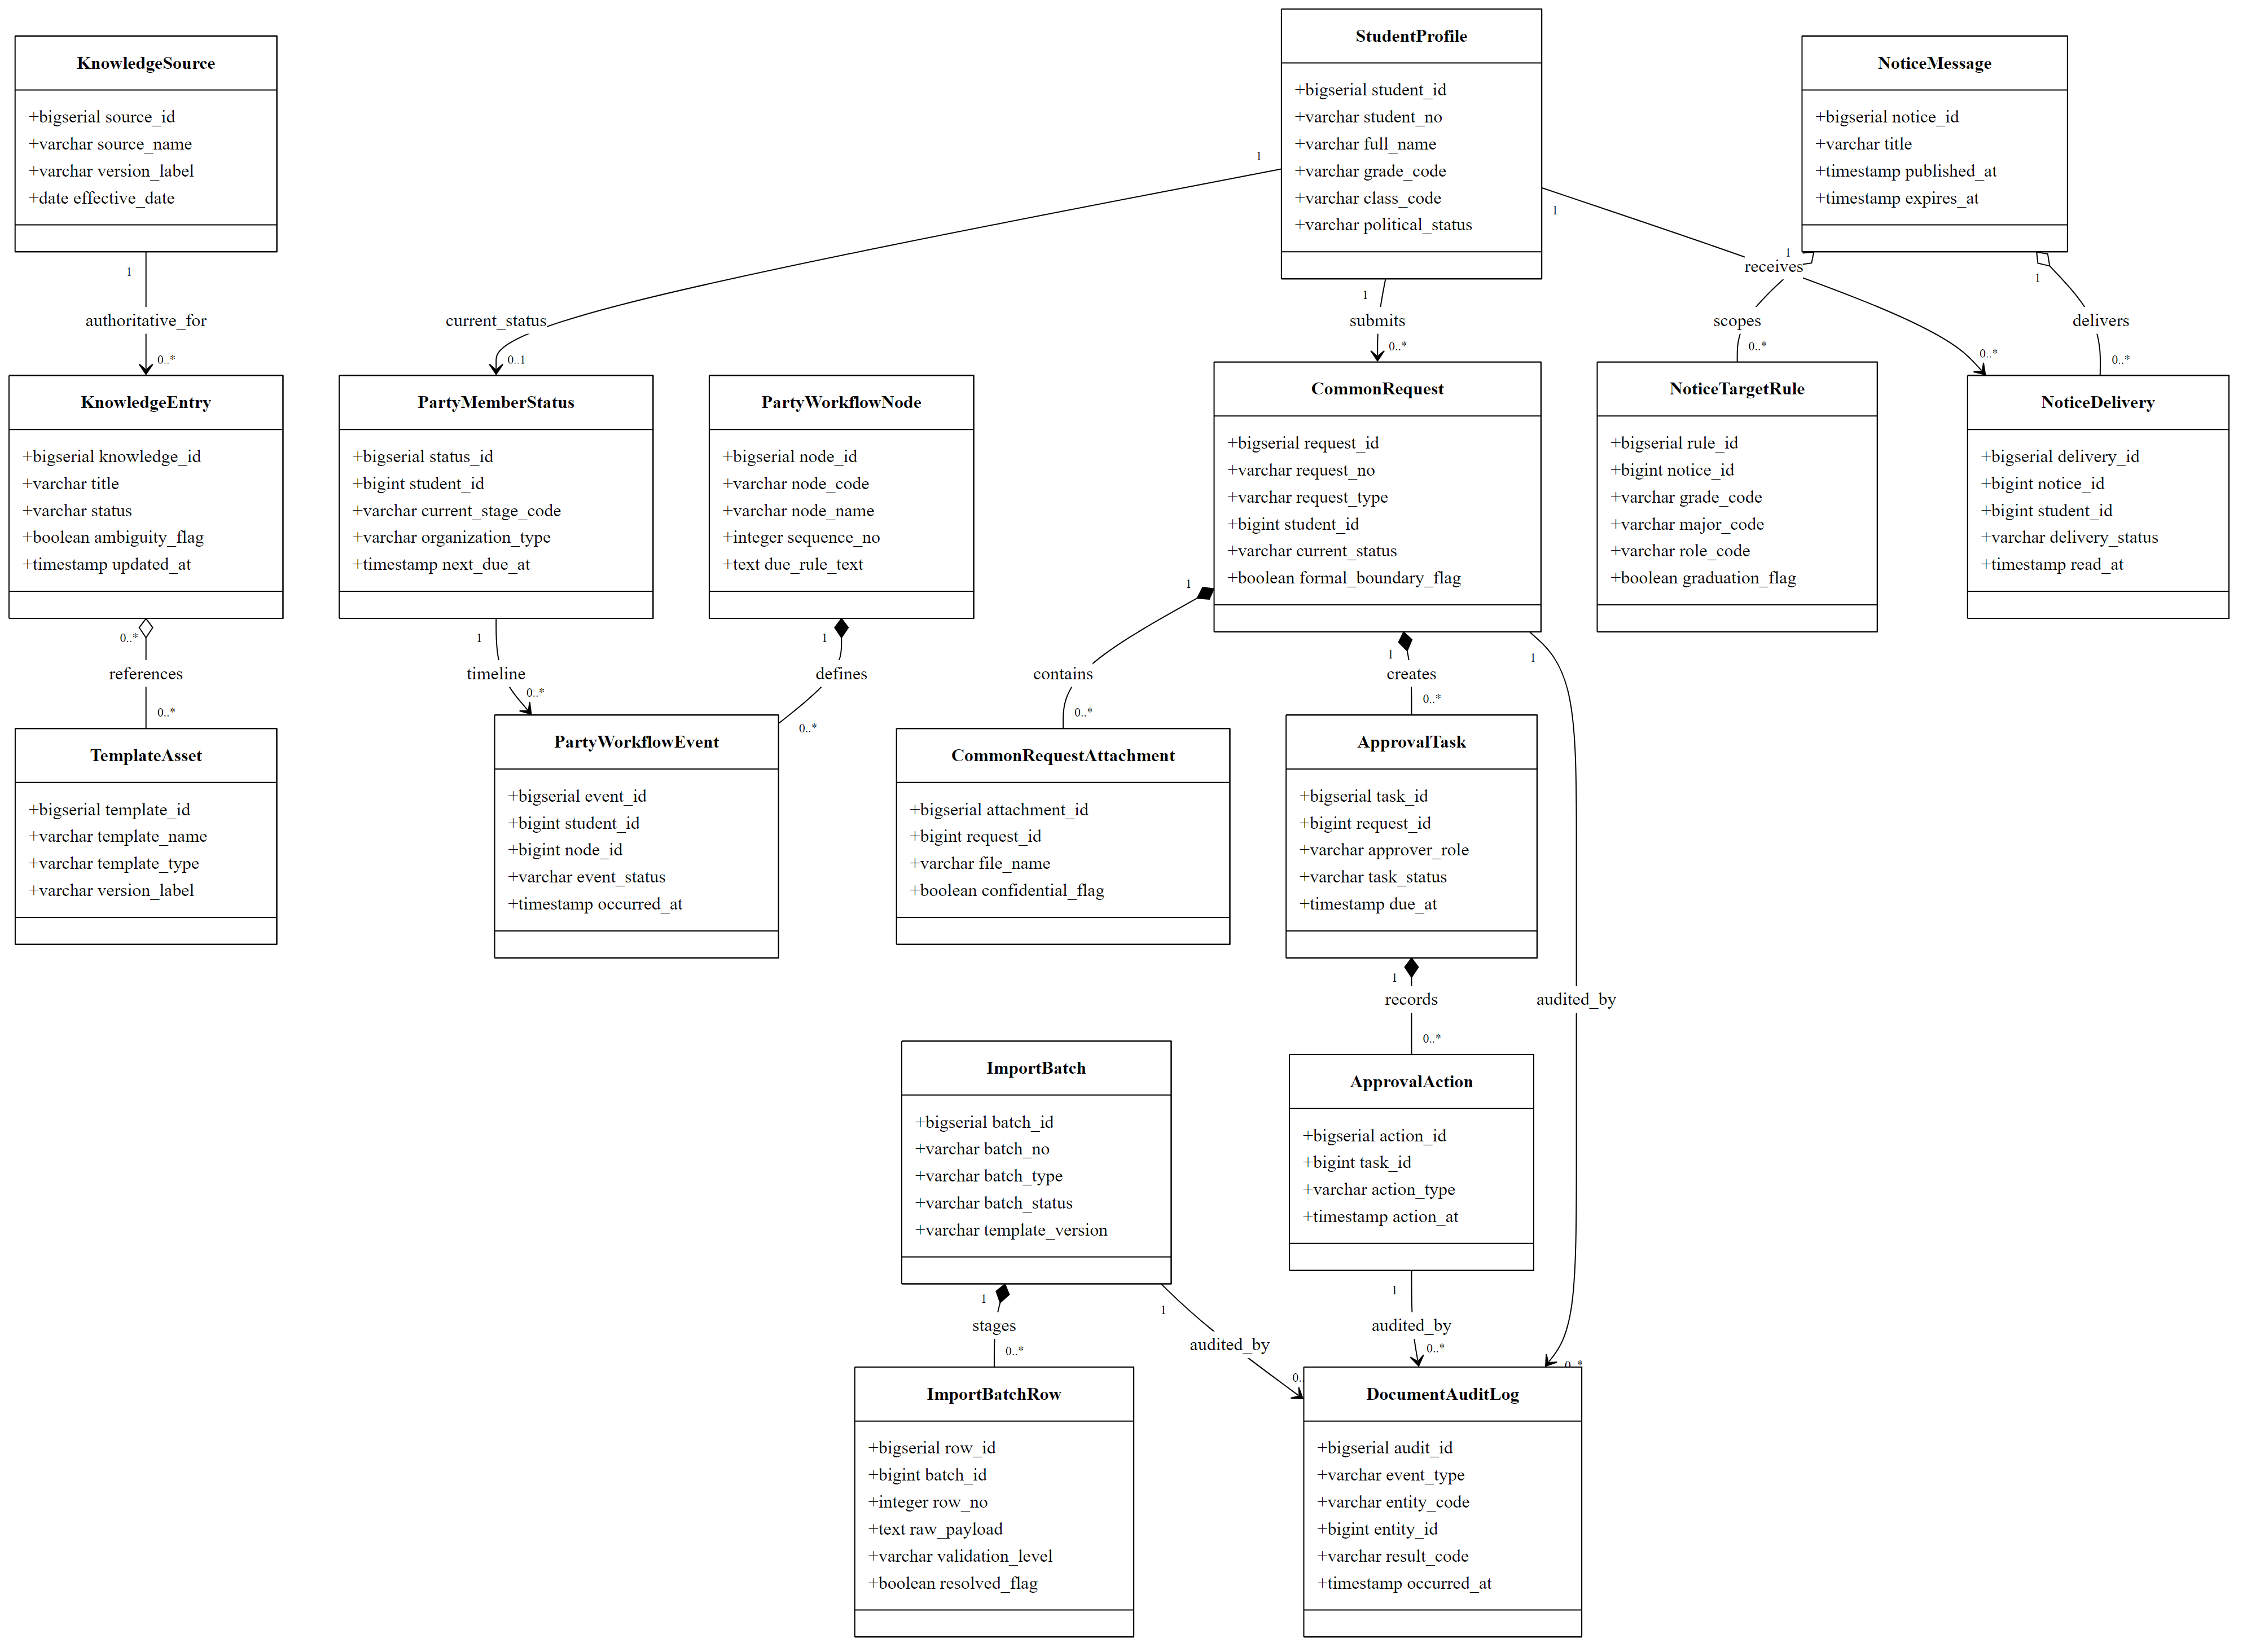 StudentProfile
+bigserial student_id
+varchar student_no
+varchar full_name
+varchar grade_code
+varchar class_code
+varchar political_status
KnowledgeSource
+bigserial source_id
+varchar source_name
+varchar version_label
+date effective_date
NoticeMessage
+bigserial notice_id
+varchar title
+timestamp published_at
+timestamp expires_at
1
1
1
1
1
1
receives
authoritative_for
current_status
submits
scopes
delivers
0..*
0..1
0..*
0..*
0..*
0..*
KnowledgeEntry
+bigserial knowledge_id
+varchar title
+varchar status
+boolean ambiguity_flag
+timestamp updated_at
PartyMemberStatus
+bigserial status_id
+bigint student_id
+varchar current_stage_code
+varchar organization_type
+timestamp next_due_at
PartyWorkflowNode
+bigserial node_id
+varchar node_code
+varchar node_name
+integer sequence_no
+text due_rule_text
CommonRequest
+bigserial request_id
+varchar request_no
+varchar request_type
+bigint student_id
+varchar current_status
+boolean formal_boundary_flag
NoticeTargetRule
+bigserial rule_id
+bigint notice_id
+varchar grade_code
+varchar major_code
+varchar role_code
+boolean graduation_flag
NoticeDelivery
+bigserial delivery_id
+bigint notice_id
+bigint student_id
+varchar delivery_status
+timestamp read_at
0..*
1
1
1
1
1
references
timeline
defines
contains
creates
0..*
0..*
0..*
0..*
0..*
TemplateAsset
+bigserial template_id
+varchar template_name
+varchar template_type
+varchar version_label
PartyWorkflowEvent
+bigserial event_id
+bigint student_id
+bigint node_id
+varchar event_status
+timestamp occurred_at
CommonRequestAttachment
+bigserial attachment_id
+bigint request_id
+varchar file_name
+boolean confidential_flag
ApprovalTask
+bigserial task_id
+bigint request_id
+varchar approver_role
+varchar task_status
+timestamp due_at
1
records
audited_by
0..*
ImportBatch
+bigserial batch_id
+varchar batch_no
+varchar batch_type
+varchar batch_status
+varchar template_version
ApprovalAction
+bigserial action_id
+bigint task_id
+varchar action_type
+timestamp action_at
1
1
1
stages
audited_by
audited_by
0..*
0..
0..*
0..*
ImportBatchRow
+bigserial row_id
+bigint batch_id
+integer row_no
+text raw_payload
+varchar validation_level
+boolean resolved_flag
DocumentAuditLog
+bigserial audit_id
+varchar event_type
+varchar entity_code
+bigint entity_id
+varchar result_code
+timestamp occurred_at